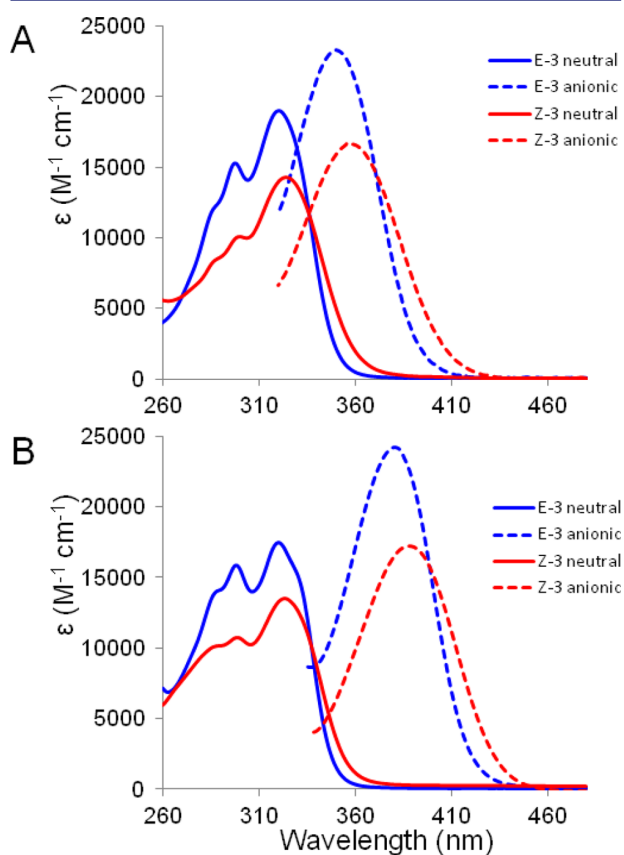 A
25000
20000
15000
10000
5000
0
ε (M⁻¹ cm⁻¹)
260 310 360 410 460
E-3 neutral
E-3 anionic
Z-3 neutral
Z-3 anionic
B
25000
20000
15000
10000
5000
0
ε (M⁻¹ cm⁻¹)
260 310 360 410 460
Wavelength (nm)
E-3 neutral
E-3 anionic
Z-3 neutral
Z-3 anionic